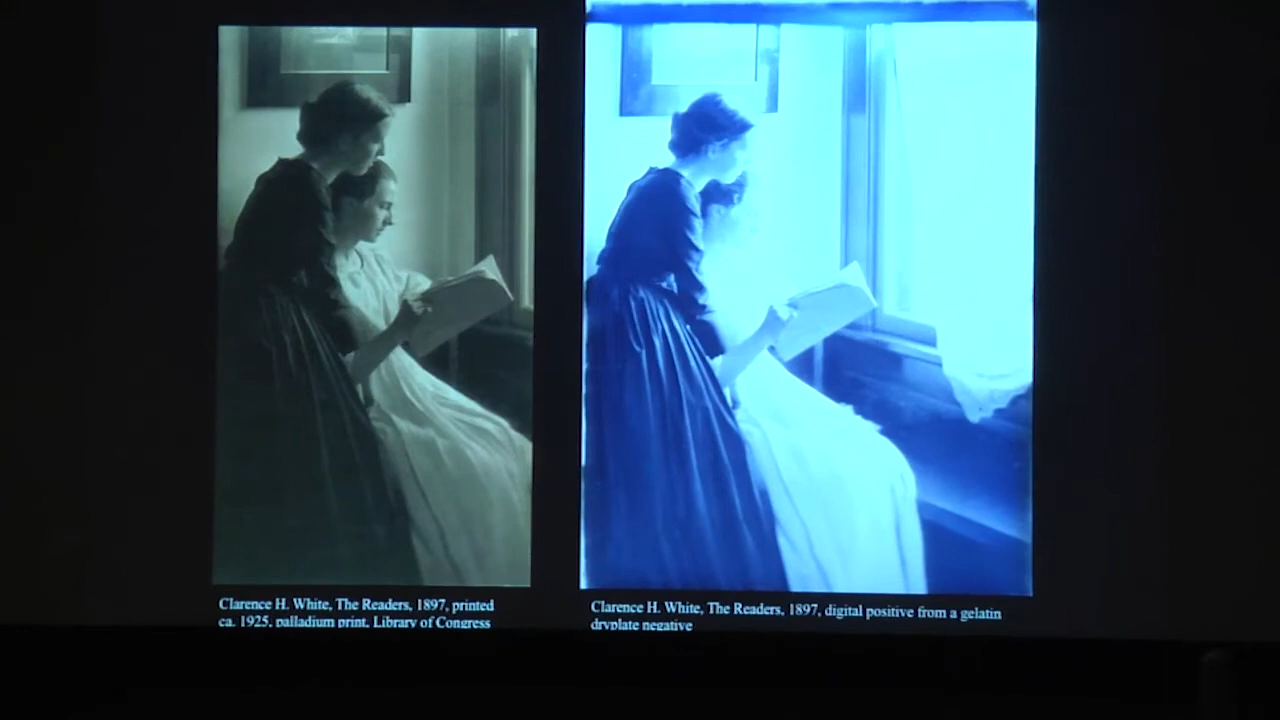 Clarence H. White, The Readers, 1897, printed
ca. 1925, palladium print, Library of Congress
Clarence H. White, The Readers, 1897, digital positive from a gelatin
dryplate negative